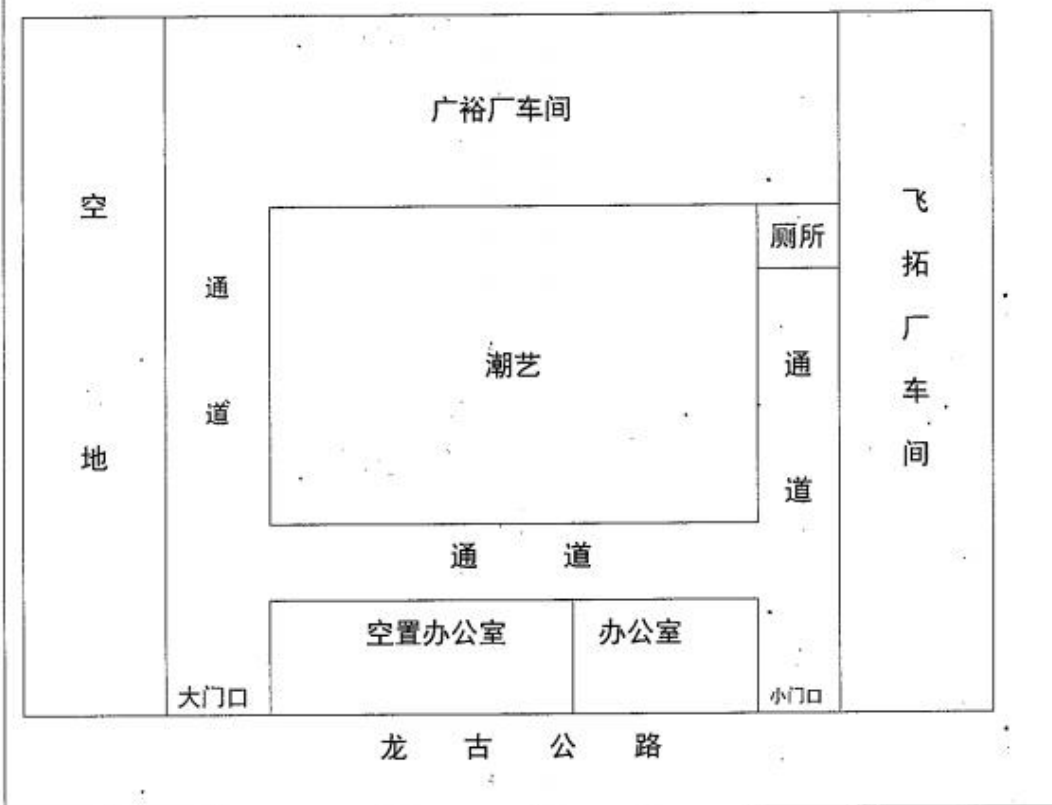 广裕厂车间
空地
通道
潮艺
厕所
通道
飞拓厂车间
通道
空置办公室
办公室
大门口
小门口
龙古公路